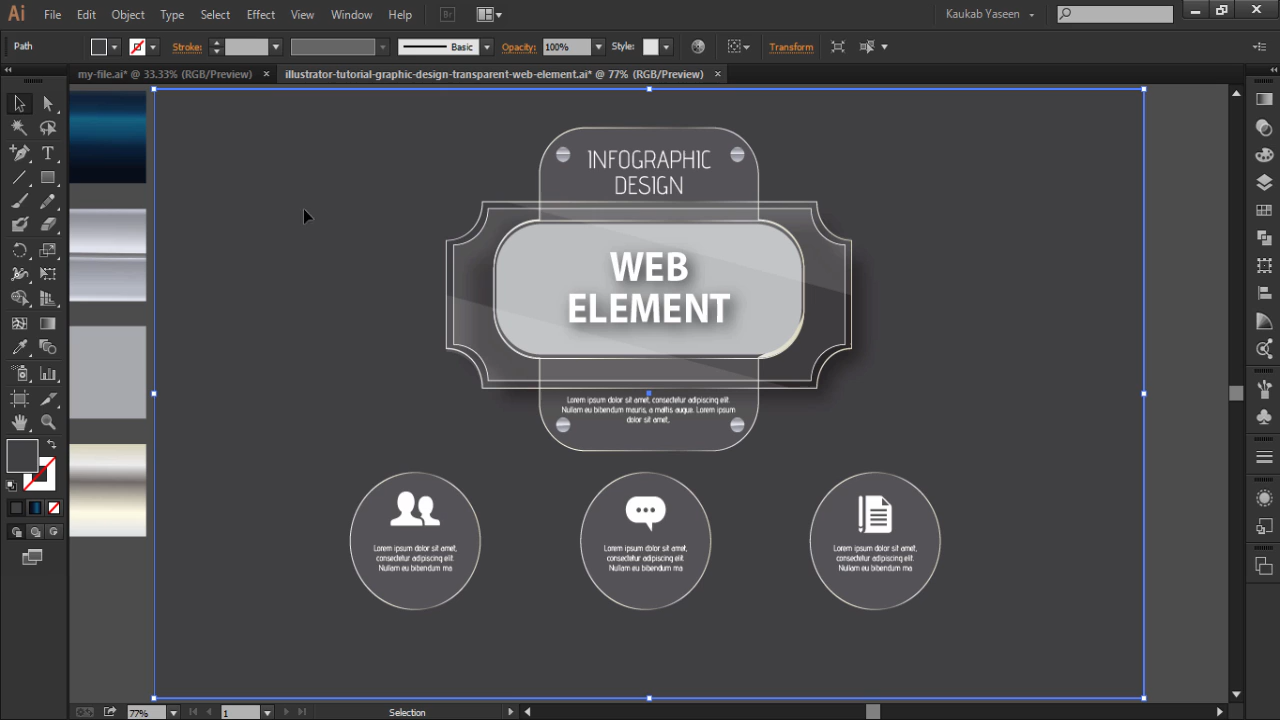 Ai File Edit Object Type Select Effect View Window Help Br Kaukab Yaseen
Path Stroke: Basic Opacity: 100% Style: Transform
my-file.ai* @ 33.33% (RGB/Preview) × illustrator-tutorial-graphic-design-transparent-web-element.ai* @ 77% (RGB/Preview) ×
INFOGRAPHIC
DESIGN
WEB
ELEMENT
Lorem ipsum dolor sit amet, consectetur adipiscing elit.
Nullam eu bibendum mauris, a mattis augue. Lorem ipsum
dolor sit amet,
Lorem ipsum dolor sit amet,
consectetur adipiscing elit.
Nullam eu bibendum ma
Lorem ipsum dolor sit amet,
consectetur adipiscing elit.
Nullam eu bibendum ma
Lorem ipsum dolor sit amet,
consectetur adipiscing elit.
Nullam eu bibendum ma
77% 1 Selection